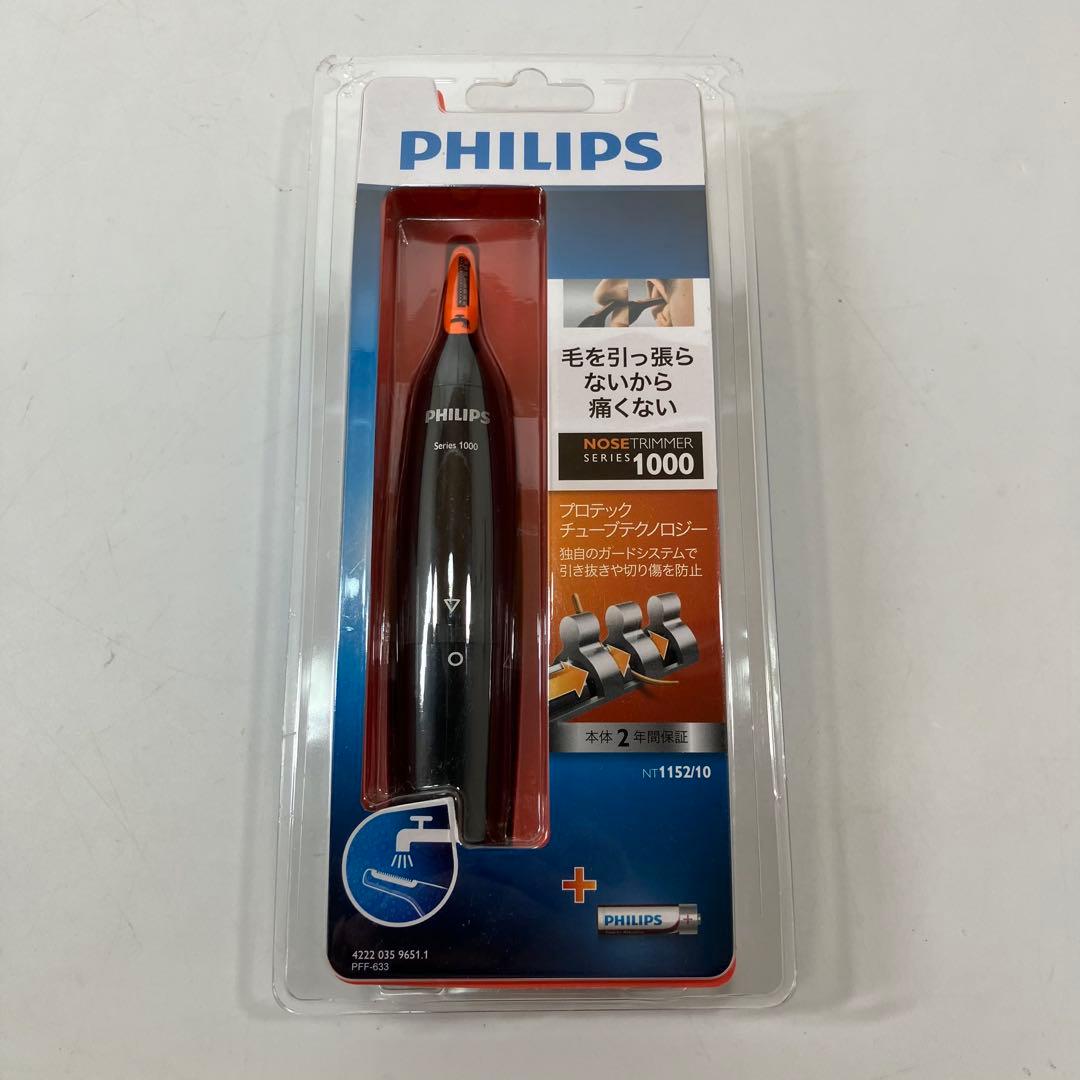 PHILIPS
PHILIPS
Series 1000
毛を引っ張ら
ないから
痛くない
NOSETRIMMER
SERIES 1000
プロテック
チューブテクノロジー
独自のガードシステムで
引き抜きや切り傷を防止
本体2年間保証
NT1152/10
PHILIPS
4222 035 9651.1
PFF-633